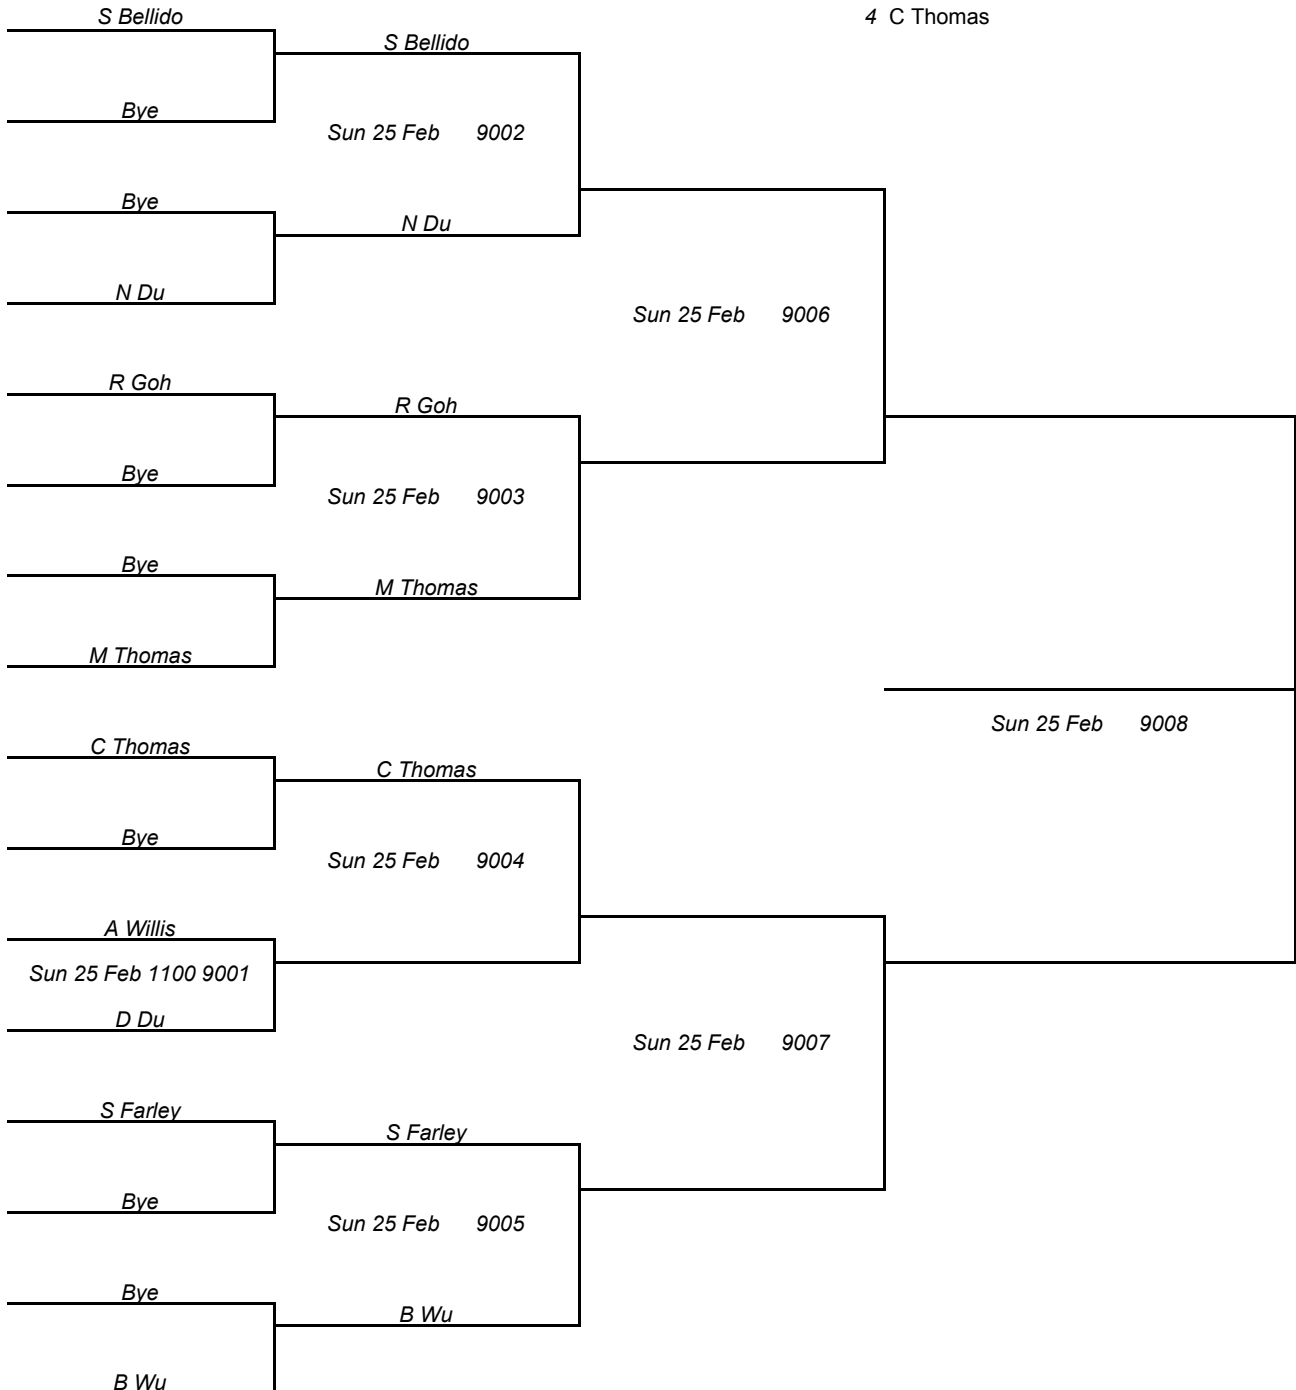 S Bellido
4 C Thomas
S Bellido
Bye
Sun 25 Feb 9002
Bye
N Du
N Du
Sun 25 Feb 9006
R Goh
R Goh
Bye
Sun 25 Feb 9003
Bye
M Thomas
M Thomas
Sun 25 Feb 9008
C Thomas
C Thomas
Bye
Sun 25 Feb 9004
A Willis
Sun 25 Feb 1100 9001
D Du
Sun 25 Feb 9007
S Farley
S Farley
Bye
Sun 25 Feb 9005
Bye
B Wu
B Wu